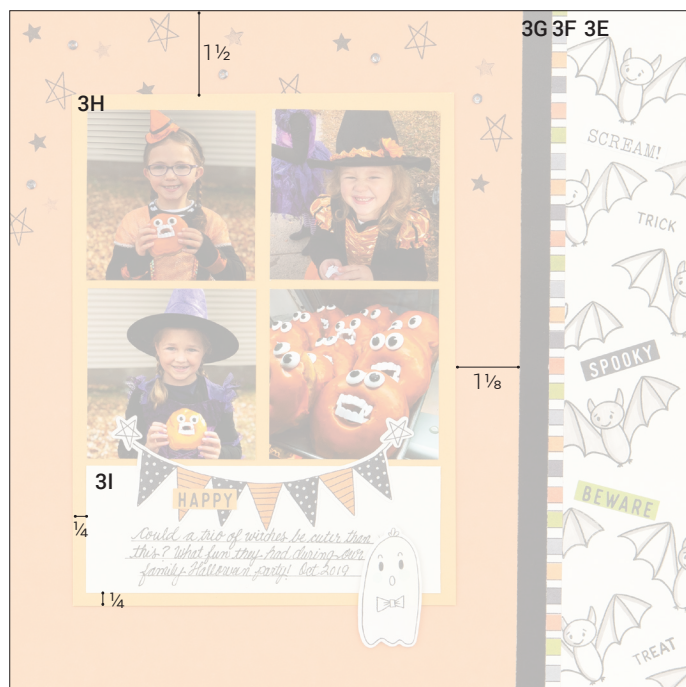 3G 3F 3E
1½
3H
SCREAM!
TRICK
SPOOKY
1⅛
3I
HAPPY
BEWARE
¼
Could a trio of witches be cuter than
this? What fun they had during our
family Halloween party! Oct 2019
¼
TREAT